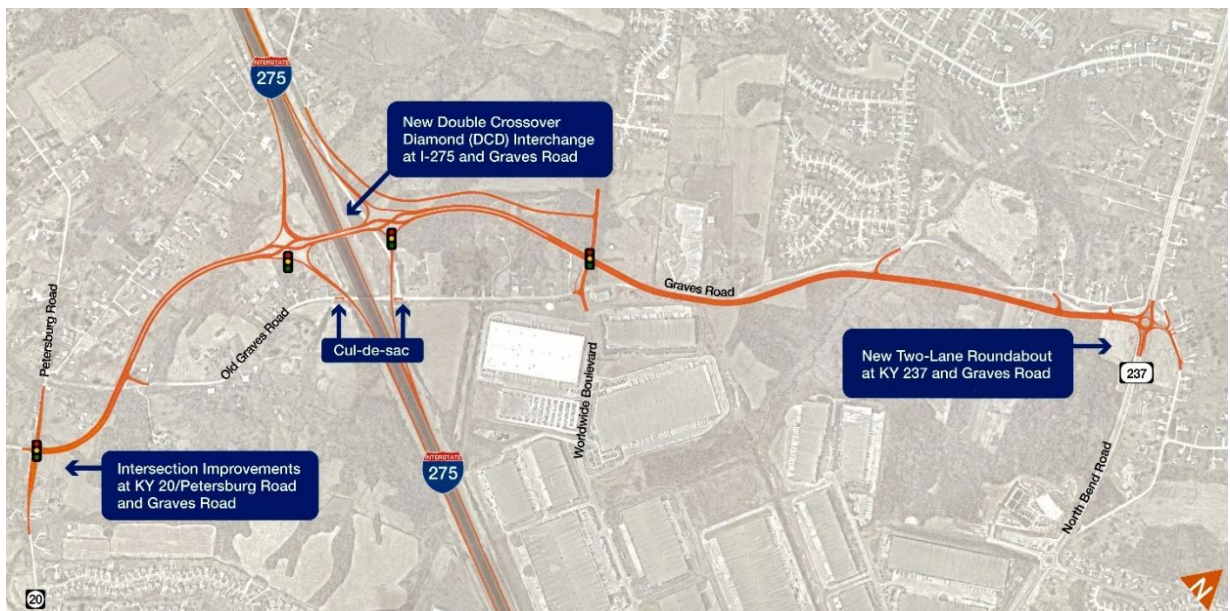 INTERSTATE
275
New Double Crossover
Diamond (DCD) Interchange
at I-275 and Graves Road
Petersburg Road
Old Graves Road
Cul-de-sac
Graves Road
Worldwide Boulevard
New Two-Lane Roundabout
at KY 237 and Graves Road
237
North Bend Road
Intersection Improvements
at KY 20/Petersburg Road
and Graves Road
INTERSTATE
275
20
N